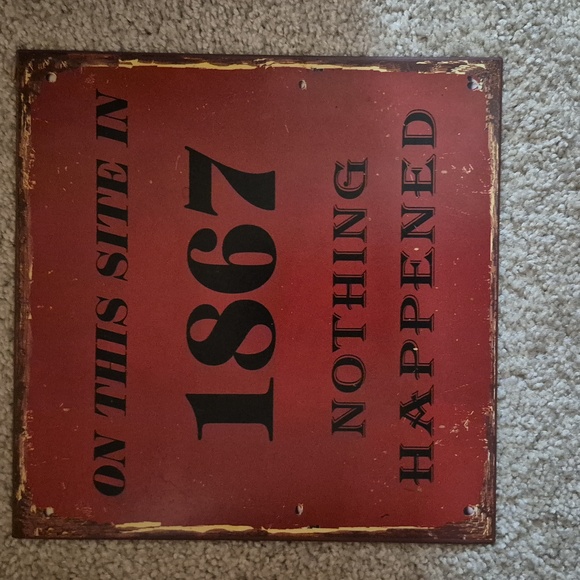 ON THIS SITE IN
1867
NOTHING
HAPPENED